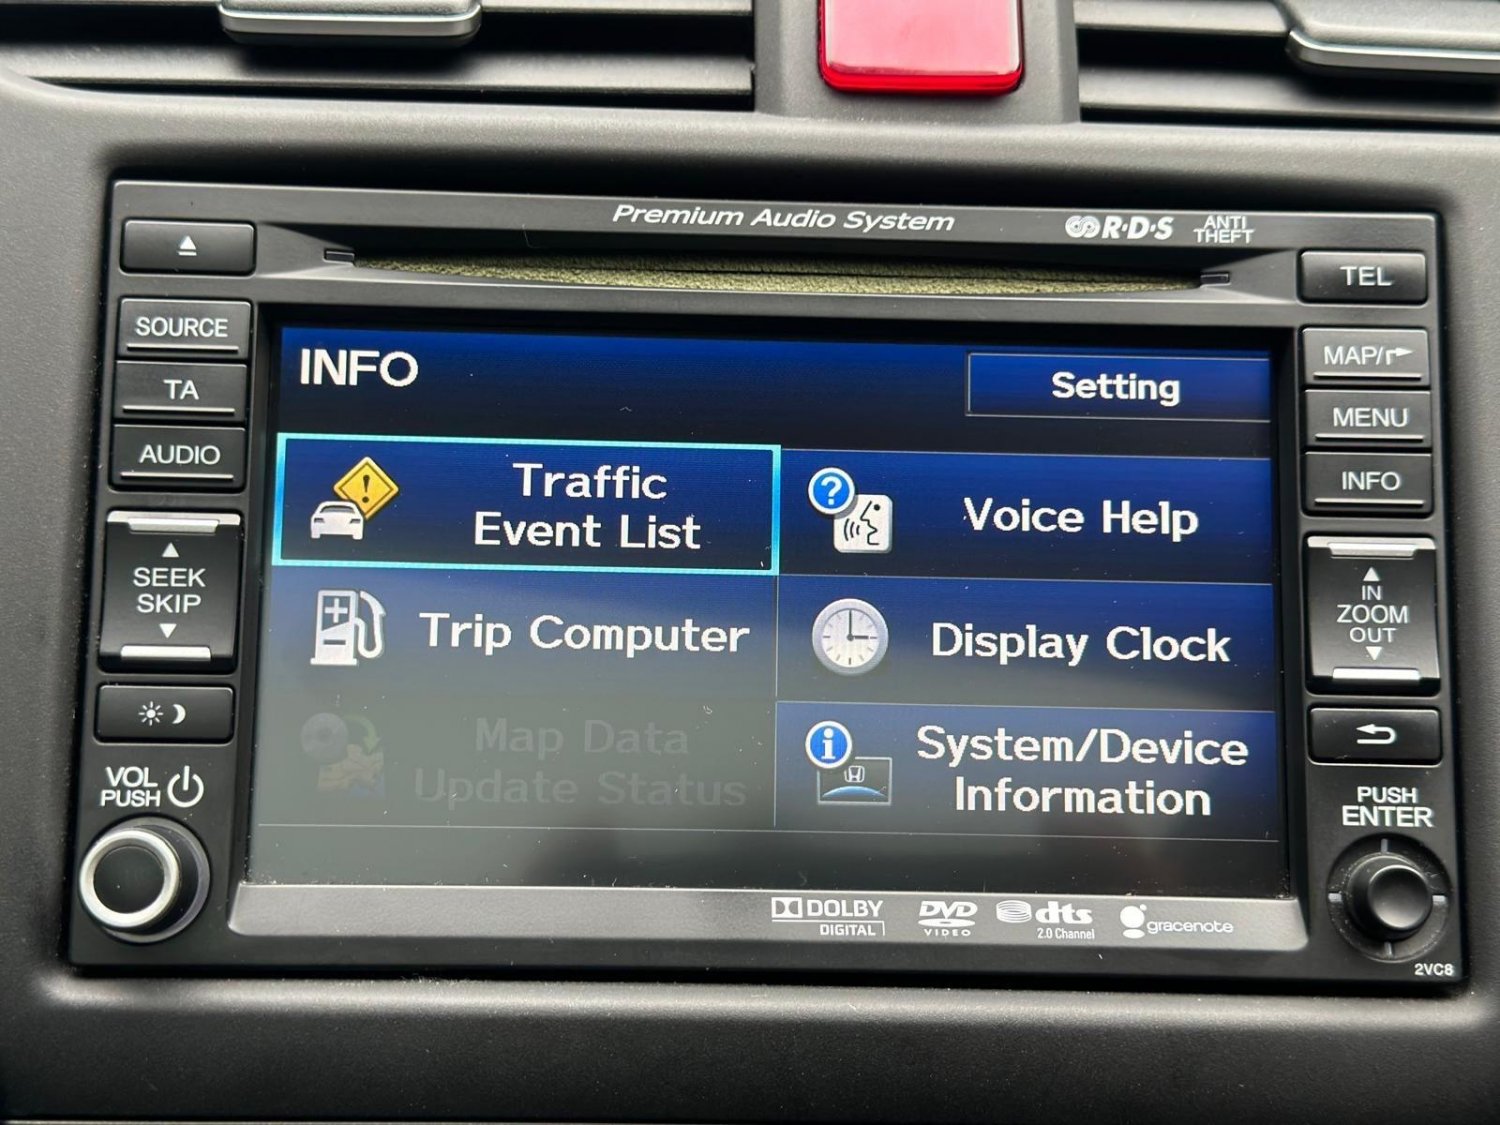 Premium Audio System
R·D·S
ANTI
THEFT
TEL
SOURCE
TA
AUDIO
SEEK
SKIP
VOL
PUSH
INFO
Setting
Traffic
Event List
Voice Help
Trip Computer
Display Clock
Map Data
Update Status
System/Device
Information
MAP/
MENU
INFO
IN
ZOOM
OUT
PUSH
ENTER
DOLBY
DIGITAL
DVD
VIDEO
dts
2.0 Channel
gracenote
2VC8